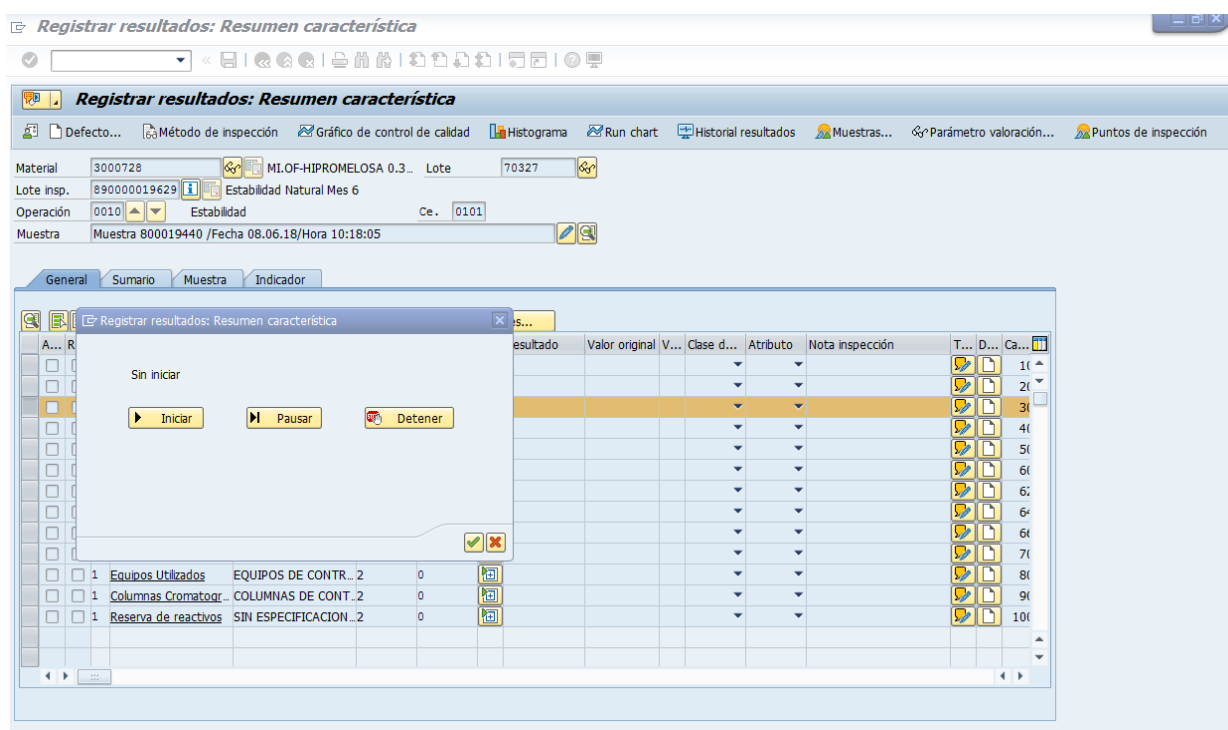 Registrar resultados: Resumen característica
Registrar resultados: Resumen característica
Defecto... Método de inspección Gráfico de control de calidad Histograma Run chart Historial resultados Muestras... Parámetro valoración... Puntos de inspección
Material 3000728 MI.OF-HIPROMELOSA 0.3… Lote 70327
Lote insp. 890000019629 Estabilidad Natural Mes 6
Operación 0010 Estabilidad Ce. 0101
Muestra Muestra 800019440 /Fecha 08.06.18/Hora 10:18:05
General Sumario Muestra Indicador
Registrar resultados: Resumen característica
A... R Valor original V... Clase d... Atributo Nota inspección T... D... Ca...
Sin iniciar
Iniciar Pausar Detener
1 Equipos Utilizados EQUIPOS DE CONTR… 2 0
1 Columnas Cromatogr… COLUMNAS DE CONT… 2 0
1 Reserva de reactivos SIN ESPECIFICACION… 2 0